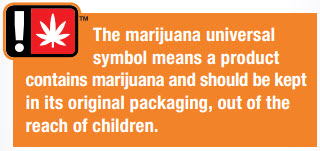 !
TM
The marijuana universal
symbol means a product
contains marijuana and should be kept
in its original packaging, out of the
reach of children.